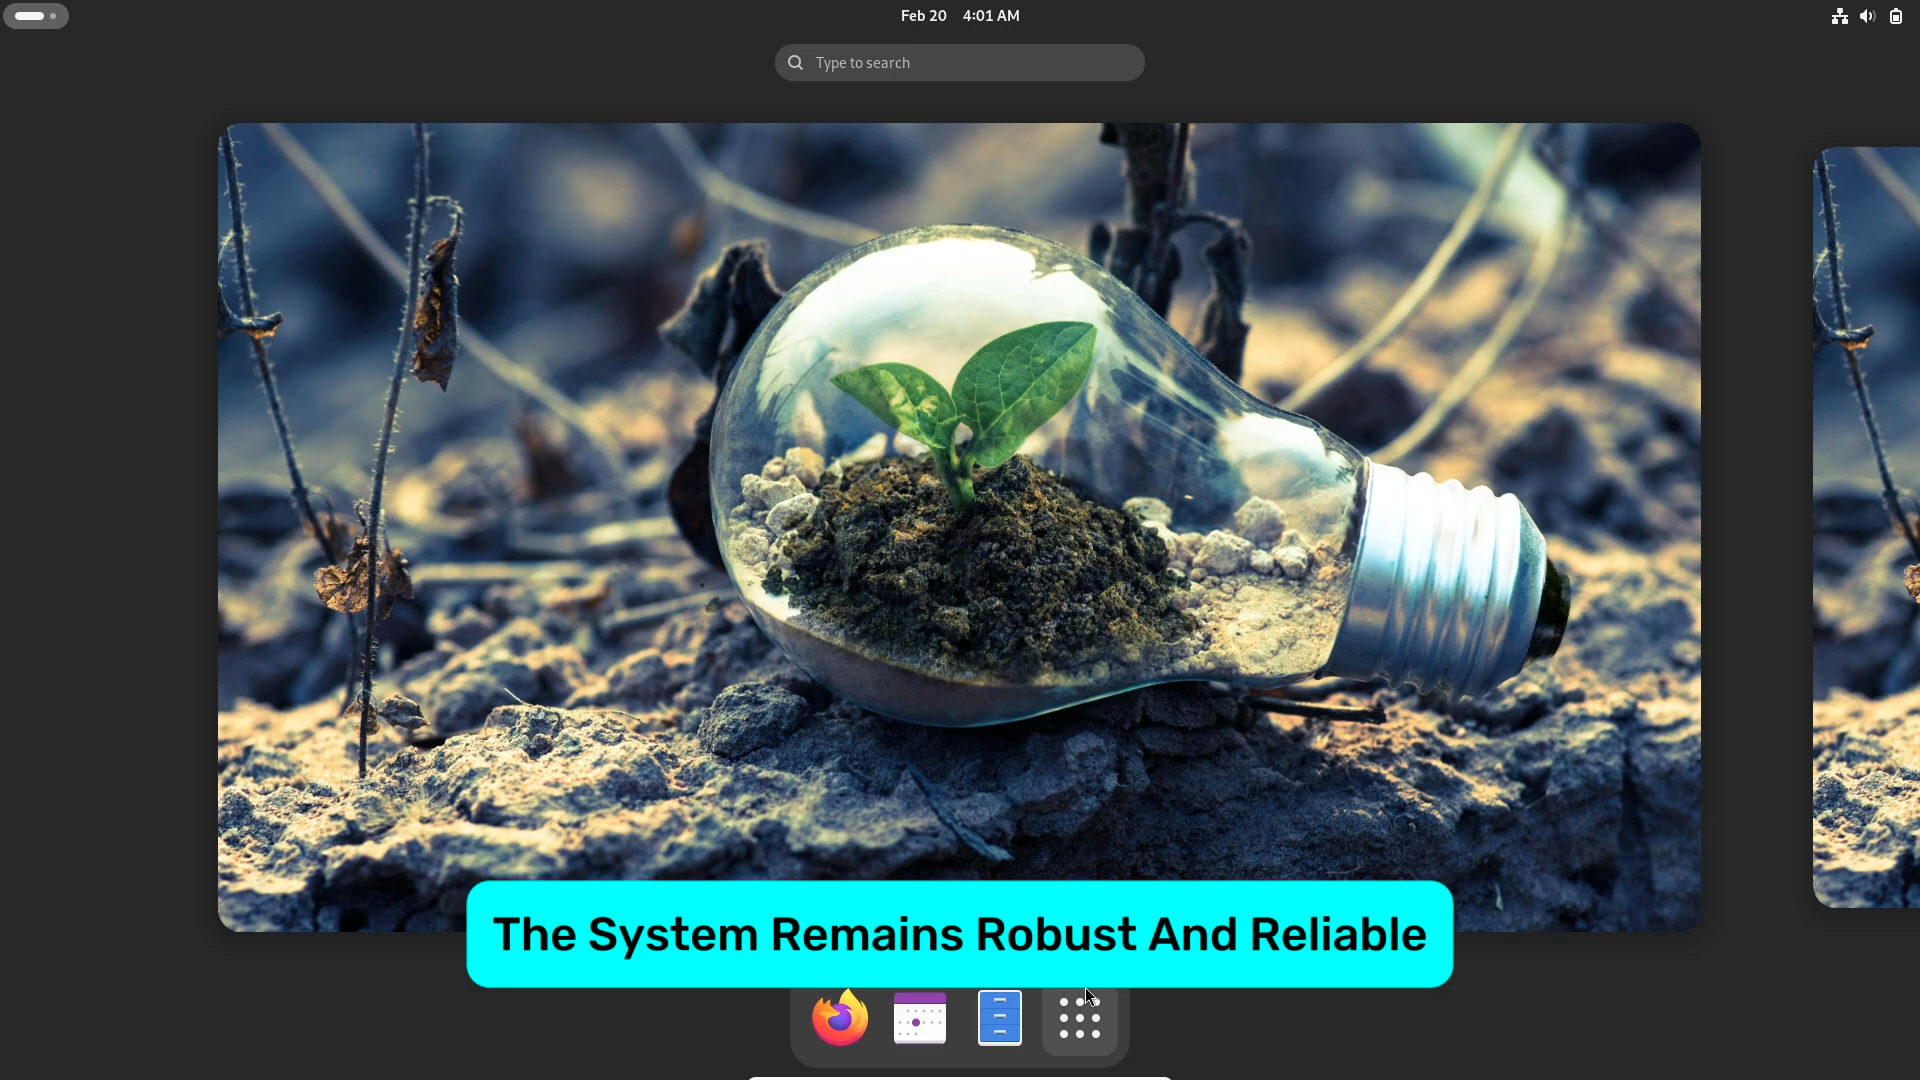 Feb 20 4:01 AM
Type to search
The System Remains Robust And Reliable